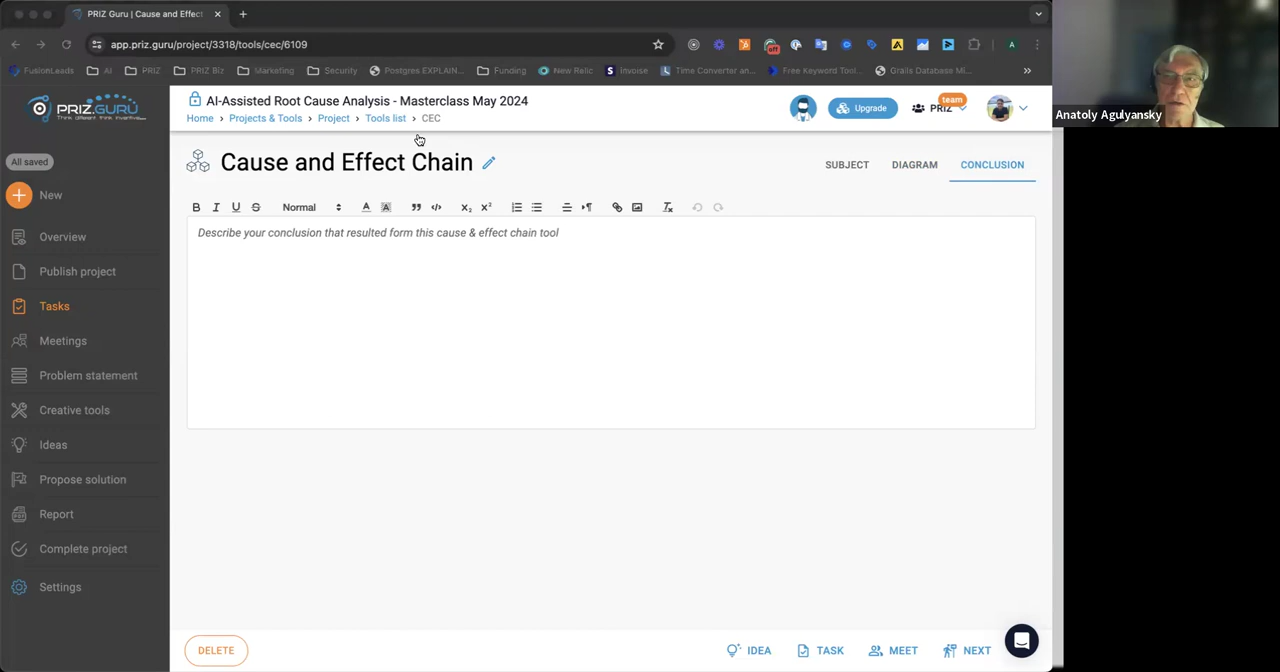 PRIZ Guru | Cause and Effect
app.priz.guru/project/3318/tools/cec/6109
off
A
FusionLeads
AI
PRIZ
PRIZ Biz
Marketing
Security
Postgres EXPLAIN...
Funding
New Relic
Invoise
Time Converter an...
Free Keyword Tool...
Grails Database Mi...
Anatoly Agulyansky
PRIZ.GURU
Think different think inventive
AI-Assisted Root Cause Analysis - Masterclass May 2024
Home > Projects & Tools > Project > Tools list > CEC
Upgrade
PRIZ
team
All saved
Cause and Effect Chain
SUBJECT
DIAGRAM
CONCLUSION
New
Overview
Publish project
Tasks
Meetings
Problem statement
Creative tools
Ideas
Propose solution
Report
Complete project
Settings
Normal
Describe your conclusion that resulted form this cause & effect chain tool
DELETE
IDEA
TASK
MEET
NEXT